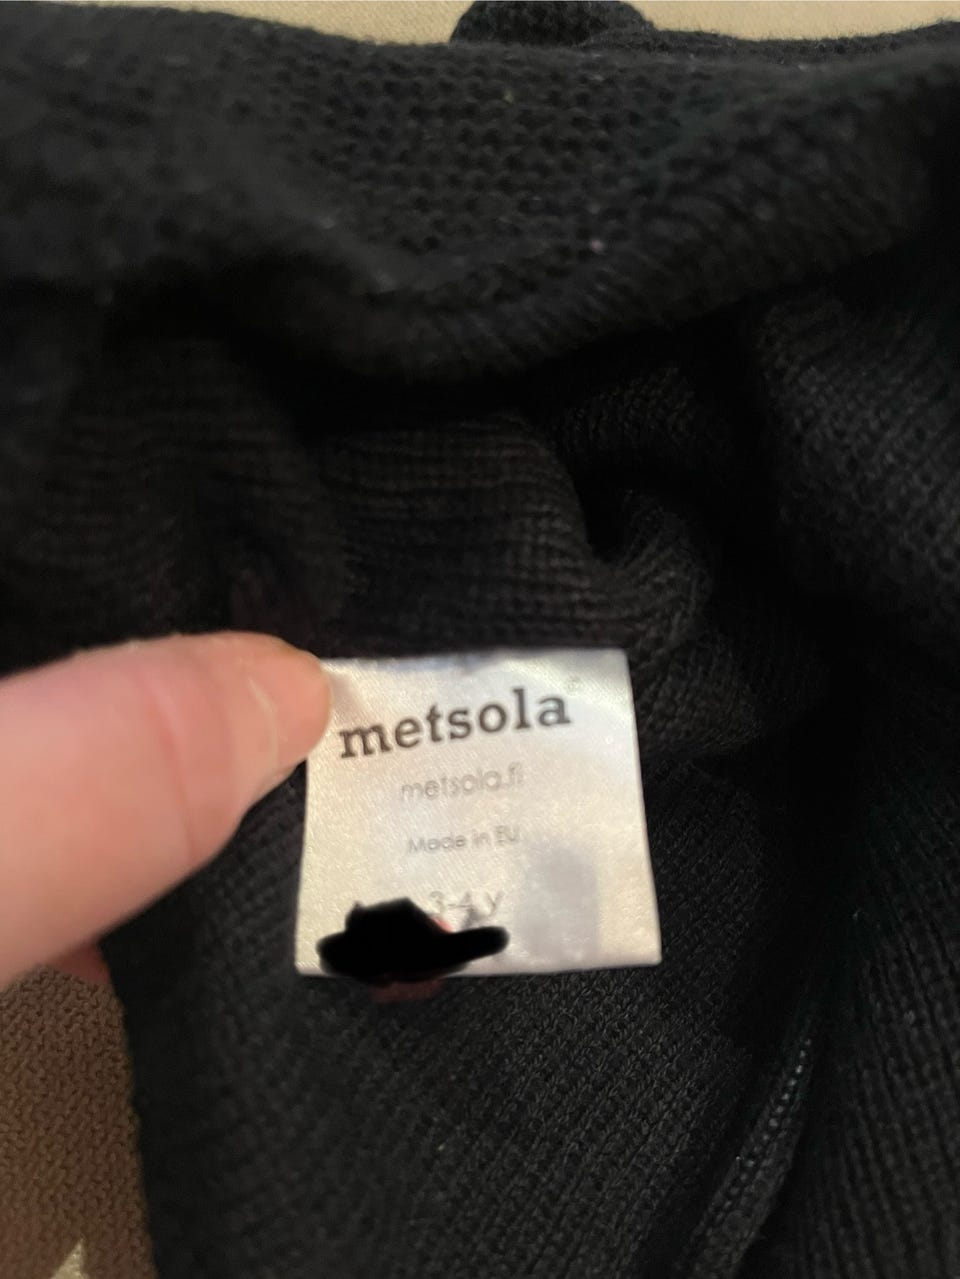 metsola®
metsola.fi
Made in EU
3-4 y